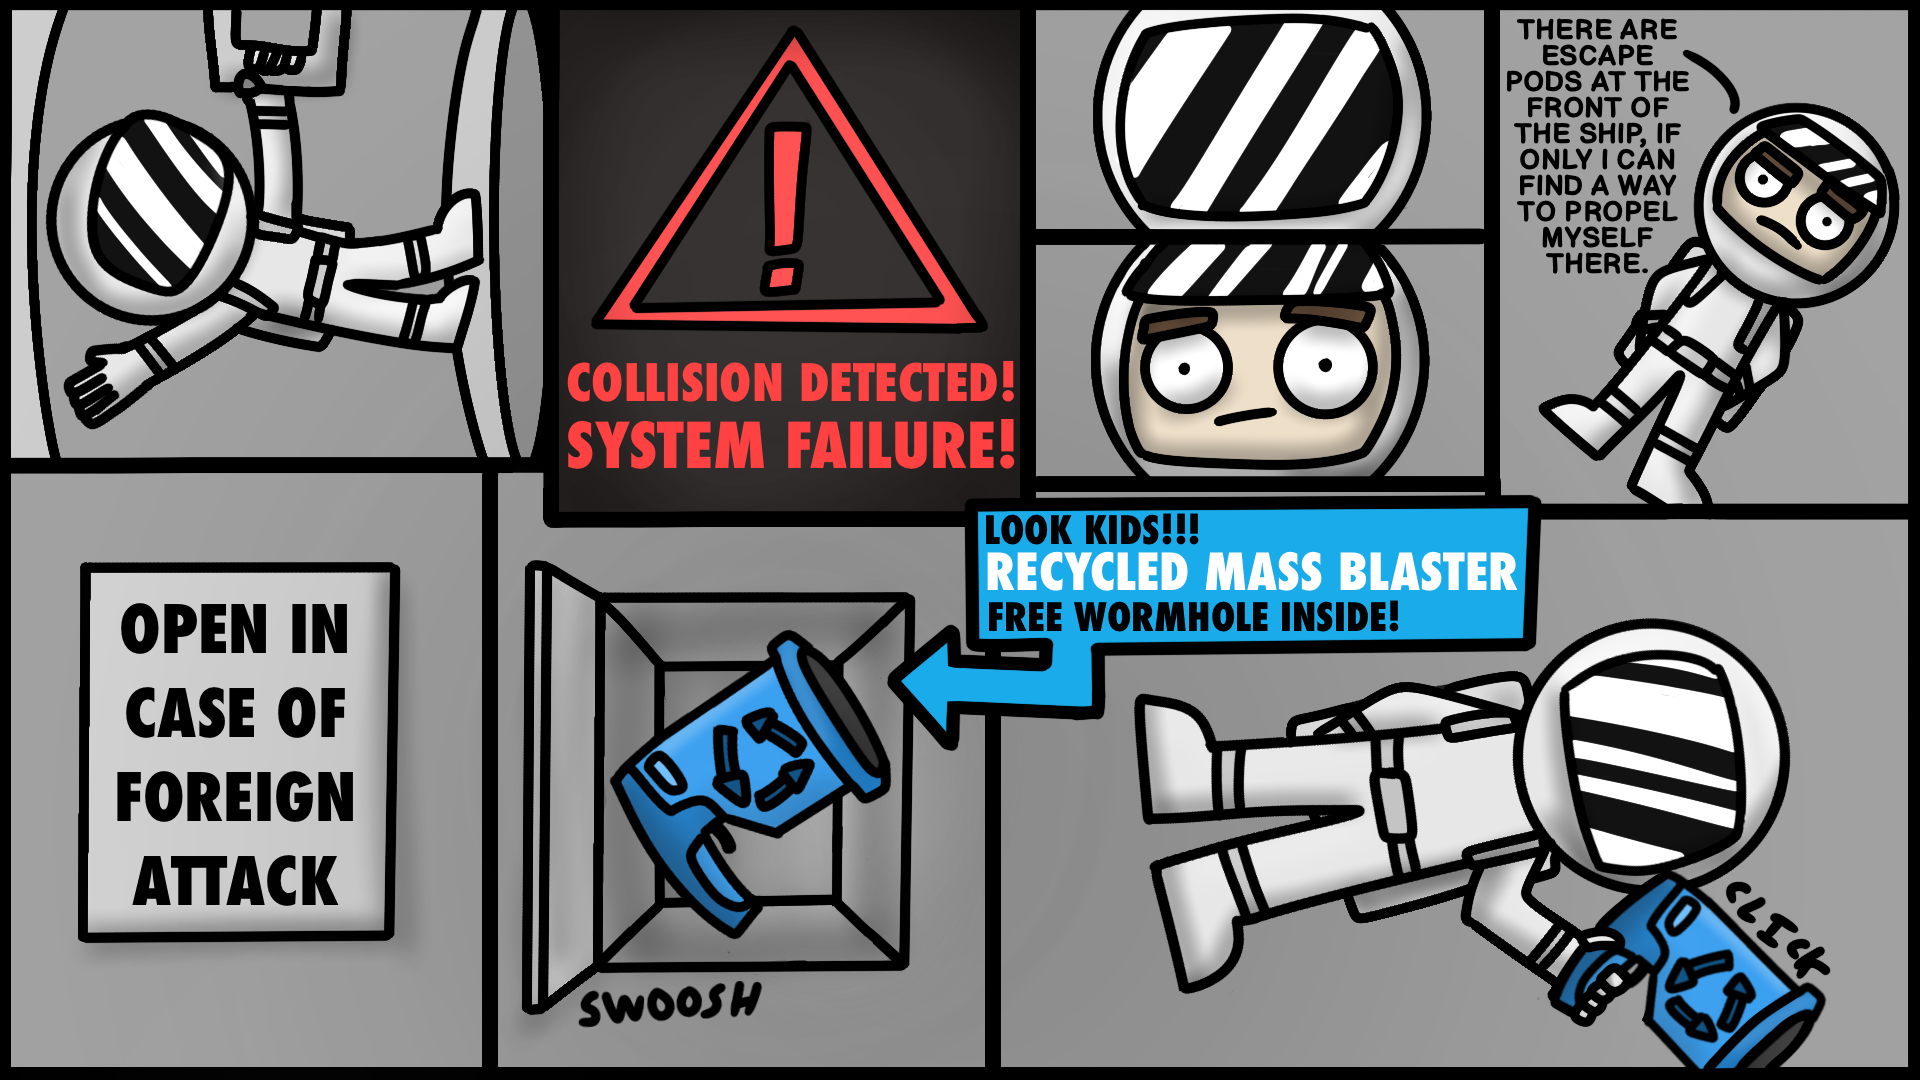 COLLISION DETECTED!
SYSTEM FAILURE!
THERE ARE
ESCAPE
PODS AT THE
FRONT OF
THE SHIP, IF
ONLY I CAN
FIND A WAY
TO PROPEL
MYSELF
THERE.
OPEN IN
CASE OF
FOREIGN
ATTACK
SWOOSH
LOOK KIDS!!!
RECYCLED MASS BLASTER
FREE WORMHOLE INSIDE!
CLICK